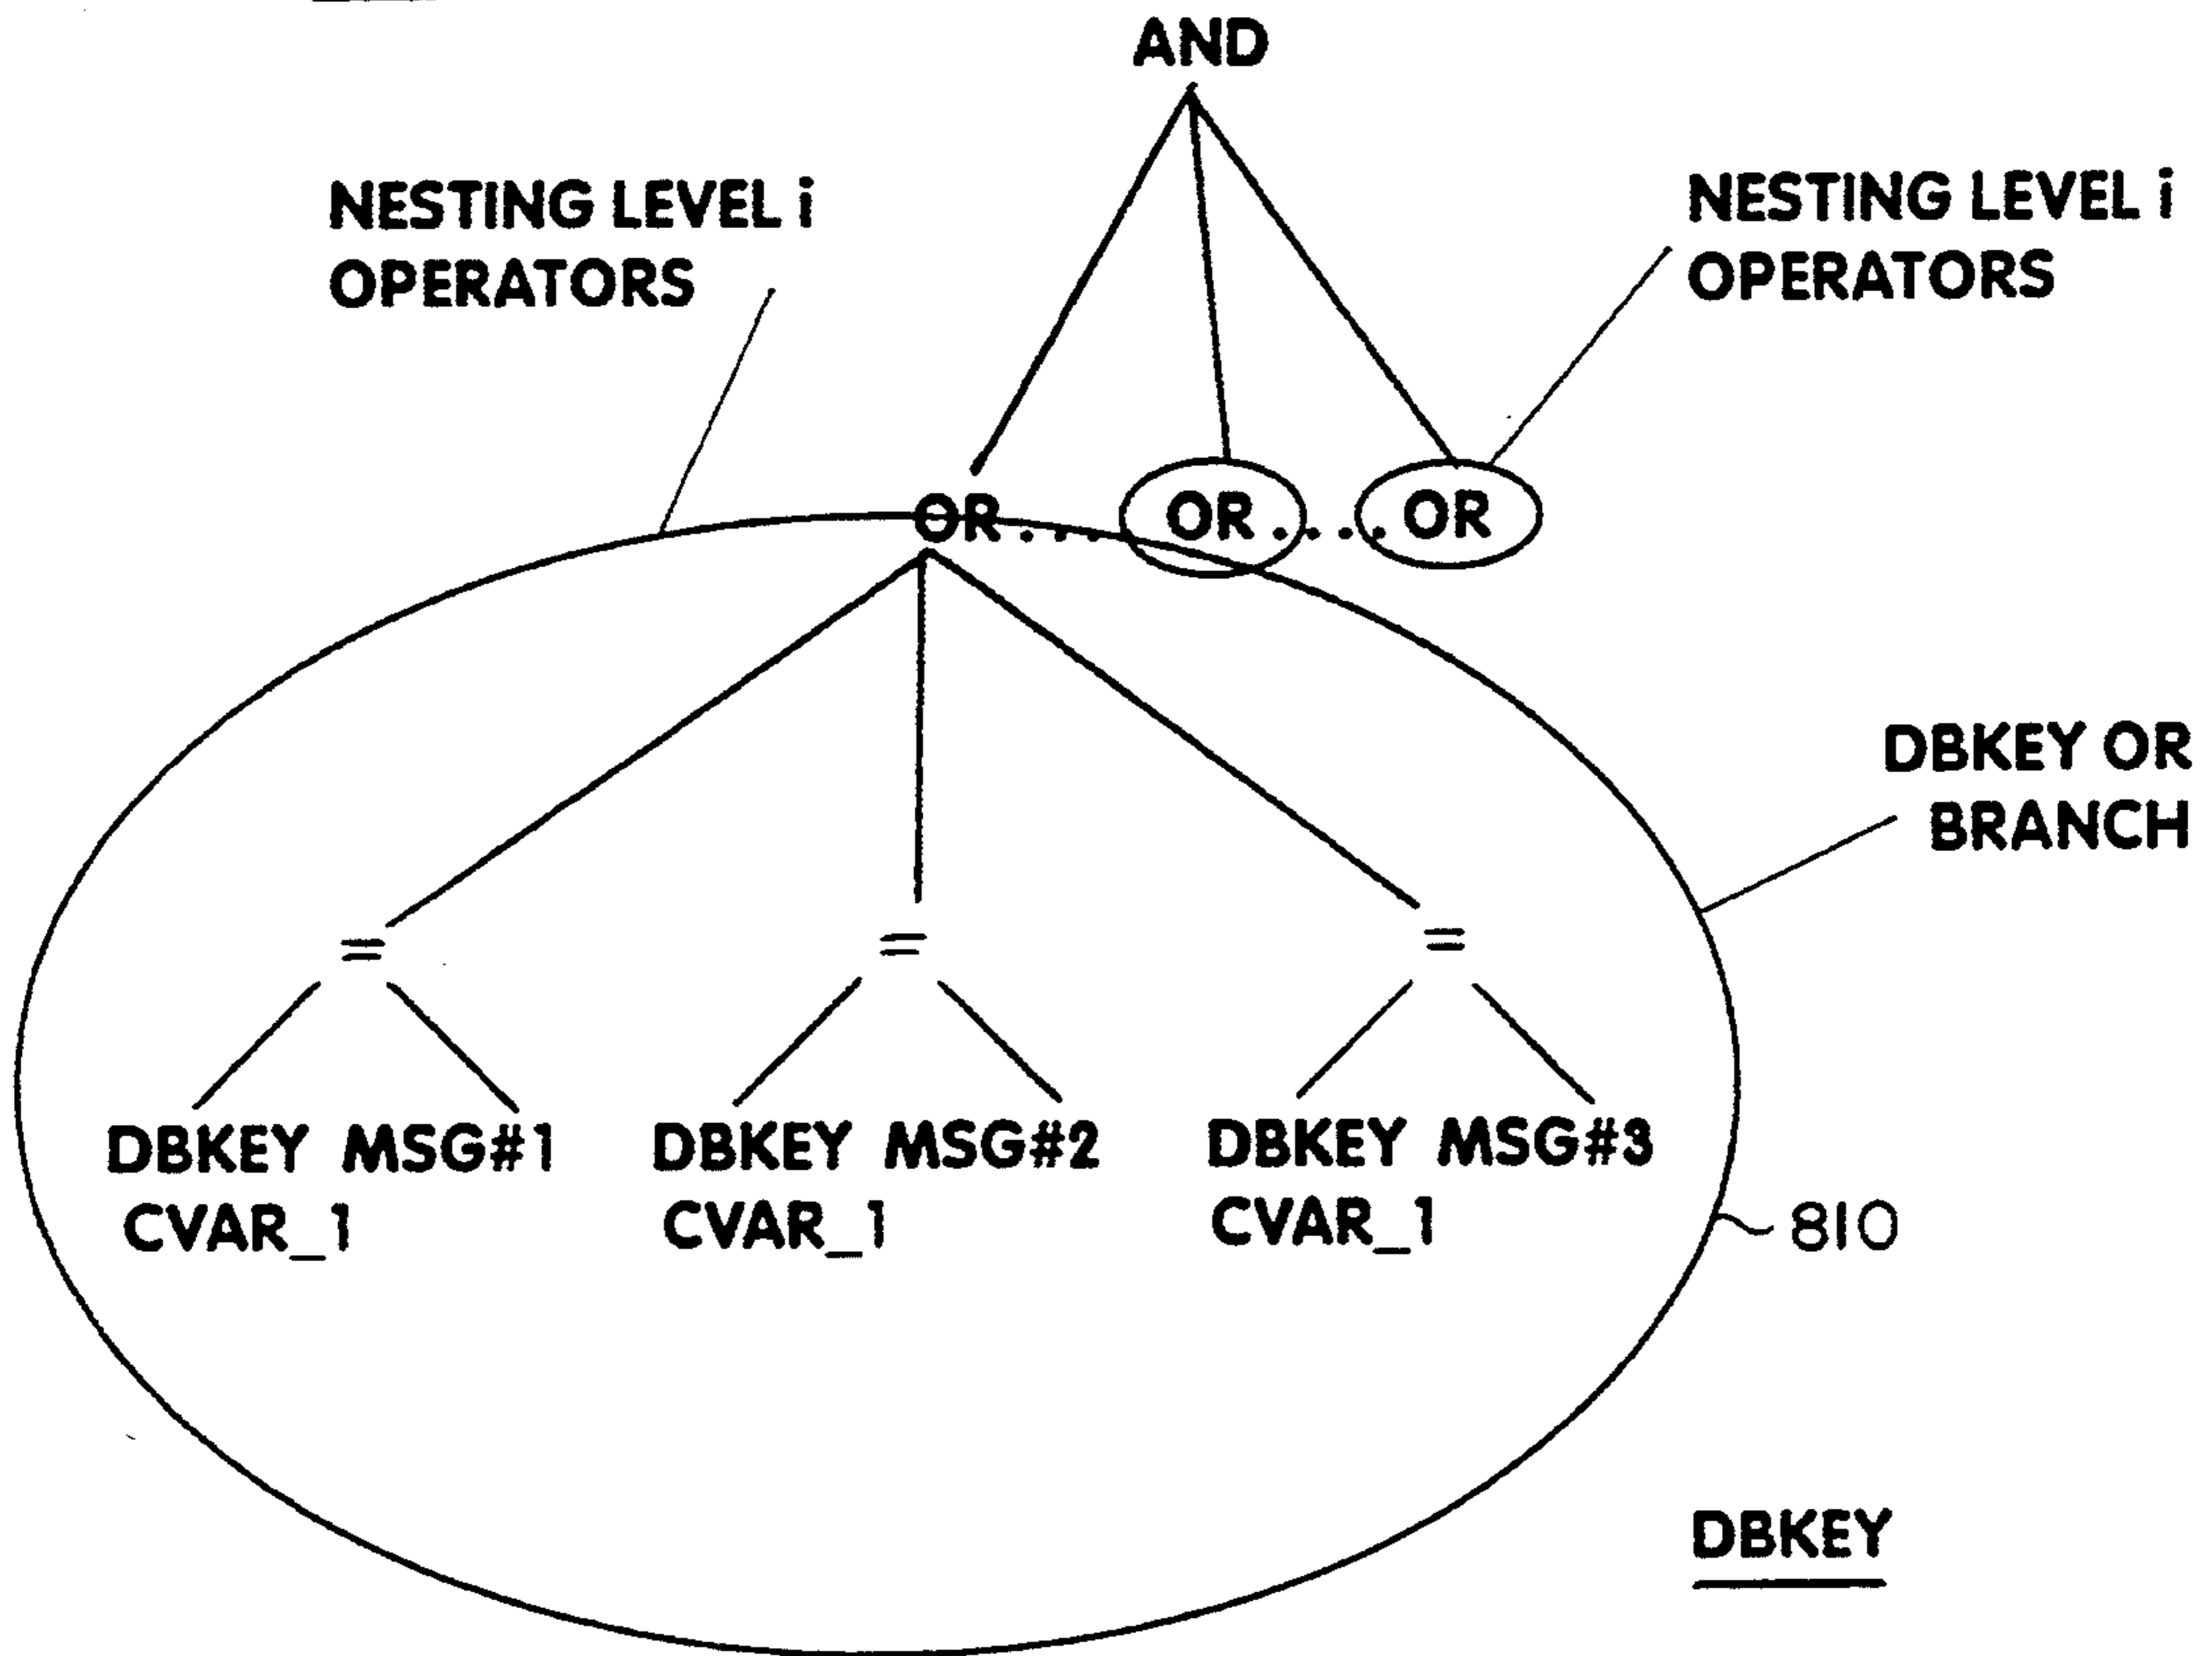 AND
NESTING LEVEL i
OPERATORS
NESTING LEVEL i
OPERATORS
OR.... OR....OR
DBKEY OR
BRANCH
= = =
DBKEY MSG#1 DBKEY MSG#2 DBKEY MSG#3
CVAR_1 CVAR_1 CVAR_1
810
DBKEY